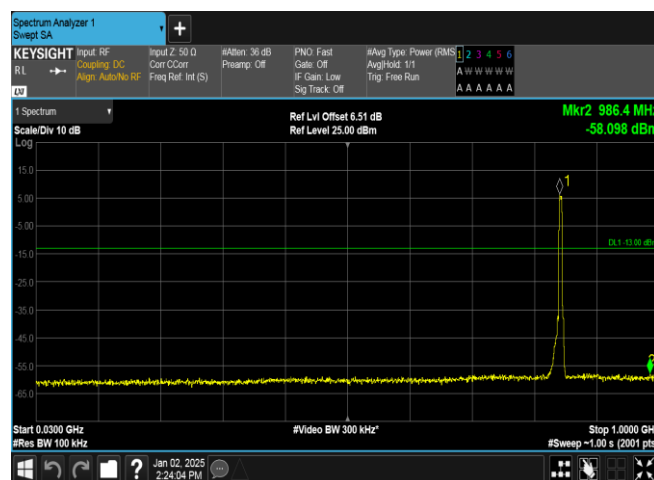 Spectrum Analyzer 1
Swept SA
+
KEYSIGHT
RL
LXI
Input: RF
Coupling: DC
Align: Auto/No RF
Input Z: 50 Ω
Corr CCorr
Freq Ref: Int (S)
#Atten: 36 dB
Preamp: Off
PNO: Fast
Gate: Off
IF Gain: Low
Sig Track: Off
#Avg Type: Power (RMS
Avg|Hold: 1/1
Trig: Free Run
1 2 3 4 5 6
A W W W W W
A A A A A A
1 Spectrum
Scale/Div 10 dB
Log
Ref Lvl Offset 6.51 dB
Ref Level 25.00 dBm
Mkr2 986.4 MHz
-58.098 dBm
15.0
5.00
-5.00
-15.0
-25.0
-35.0
-45.0
-55.0
-65.0
1
DL1 -13.00 dBm
Start 0.0300 GHz
#Res BW 100 kHz
#Video BW 300 kHz*
Stop 1.0000 GHz
#Sweep ~1.00 s (2001 pts
?
Jan 02, 2025
2:24:04 PM